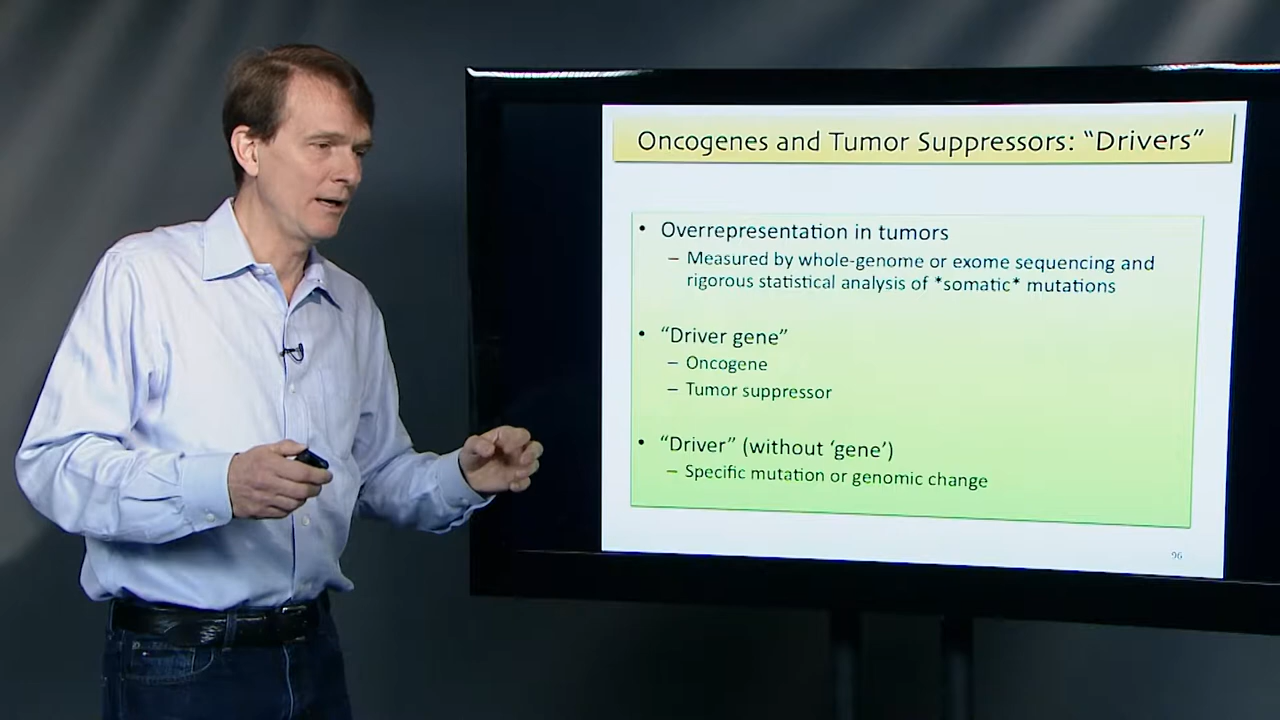 Oncogenes and Tumor Suppressors: “Drivers”
• Overrepresentation in tumors
– Measured by whole-genome or exome sequencing and
rigorous statistical analysis of *somatic* mutations
• “Driver gene”
– Oncogene
– Tumor suppressor
• “Driver” (without ‘gene’)
– Specific mutation or genomic change
96